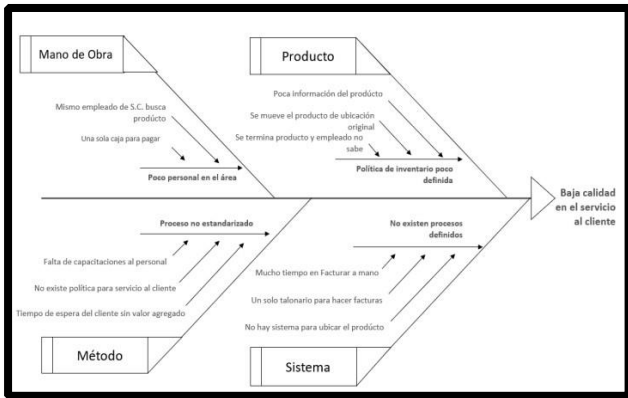 Mano de Obra
Producto
Mismo empleado de S.C. busca
prodúcto
Una sola caja para pagar
Poco personal en el área
Poca información del prodúcto
Se mueve el producto de ubicación
original
Se termina producto y empleado no
sabe
Política de inventario poco
definida
Baja calidad
en el servicio
al cliente
Proceso no estandarizado
Falta de capacitaciones al personal
No existe política para servicio al cliente
Tiempo de espera del cliente sin valor agregado
Método
No existen procesos
definidos
Mucho tiempo en Facturar a mano
Un solo talonario para hacer facturas
No hay sistema para ubicar el prodúcto
Sistema